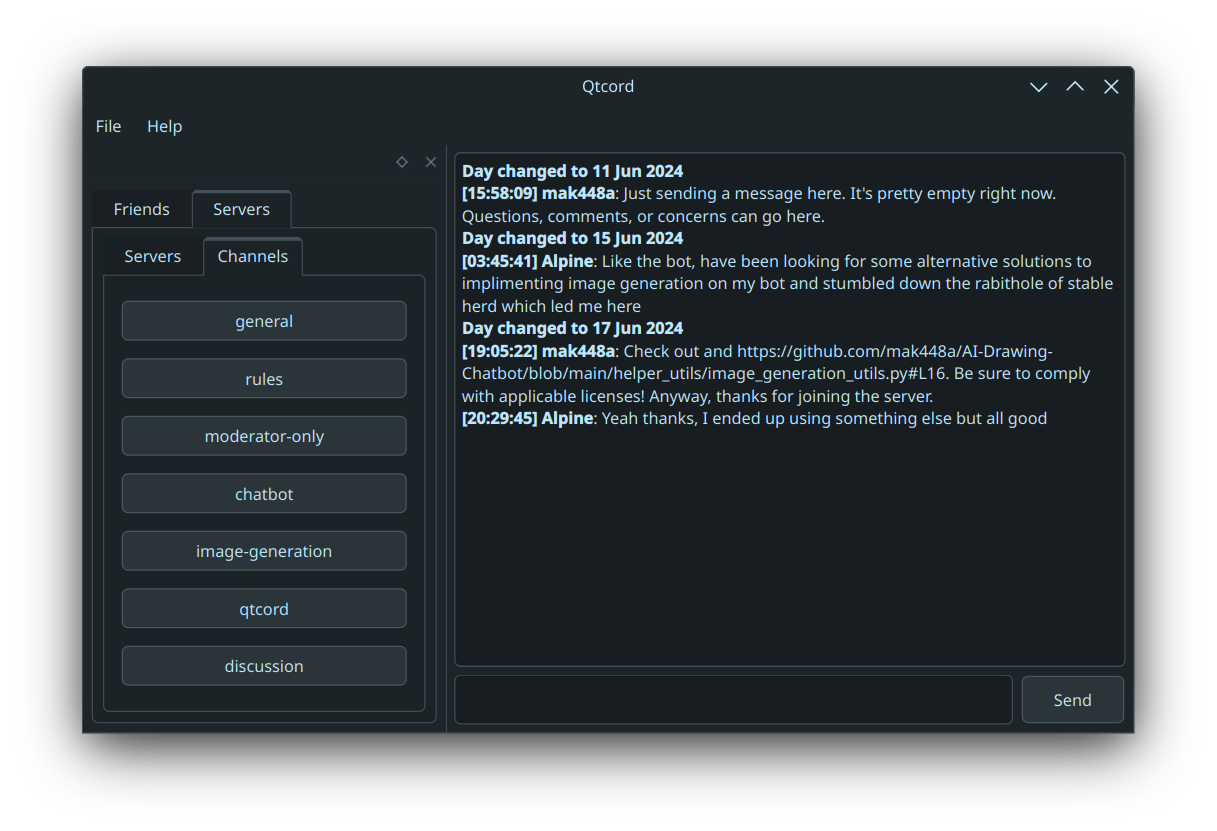 Qtcord
File Help
Friends Servers
Servers Channels
general
rules
moderator-only
chatbot
image-generation
qtcord
discussion
Day changed to 11 Jun 2024
[15:58:09] mak448a: Just sending a message here. It's pretty empty right now.
Questions, comments, or concerns can go here.
Day changed to 15 Jun 2024
[03:45:41] Alpine: Like the bot, have been looking for some alternative solutions to
implimenting image generation on my bot and stumbled down the rabithole of stable
herd which led me here
Day changed to 17 Jun 2024
[19:05:22] mak448a: Check out and https://github.com/mak448a/AI-Drawing-
Chatbot/blob/main/helper_utils/image_generation_utils.py#L16. Be sure to comply
with applicable licenses! Anyway, thanks for joining the server.
[20:29:45] Alpine: Yeah thanks, I ended up using something else but all good
Send